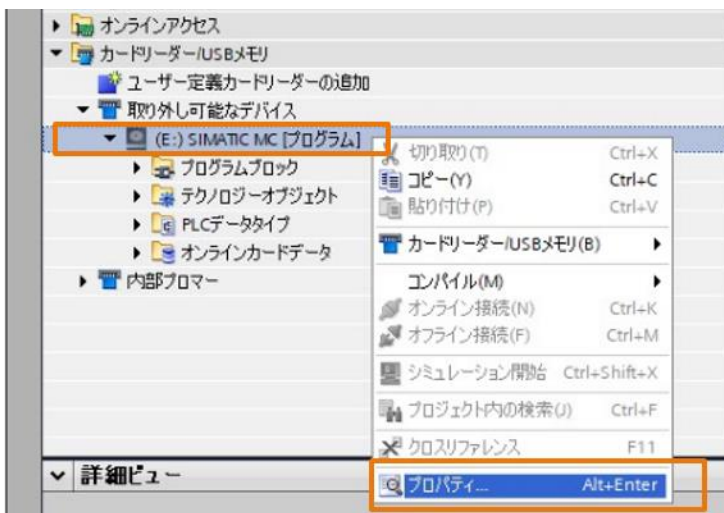 オンラインアクセス
カードリーダー/USBメモリ
ユーザー定義カードリーダーの追加
取り外し可能なデバイス
(E:) SIMATIC MC [プログラム]
プログラムブロック
テクノロジーオブジェクト
PLCデータタイプ
オンラインカードデータ
内部プロマー
切り取り(T) Ctrl+X
コピー(Y) Ctrl+C
貼り付け(P) Ctrl+V
カードリーダー/USBメモリ(B)
コンパイル(M)
オンライン接続(N) Ctrl+K
オフライン接続(F) Ctrl+M
シミュレーション開始 Ctrl+Shift+X
プロジェクト内の検索(J) Ctrl+F
クロスリファレンス F11
プロパティ... Alt+Enter
詳細ビュー